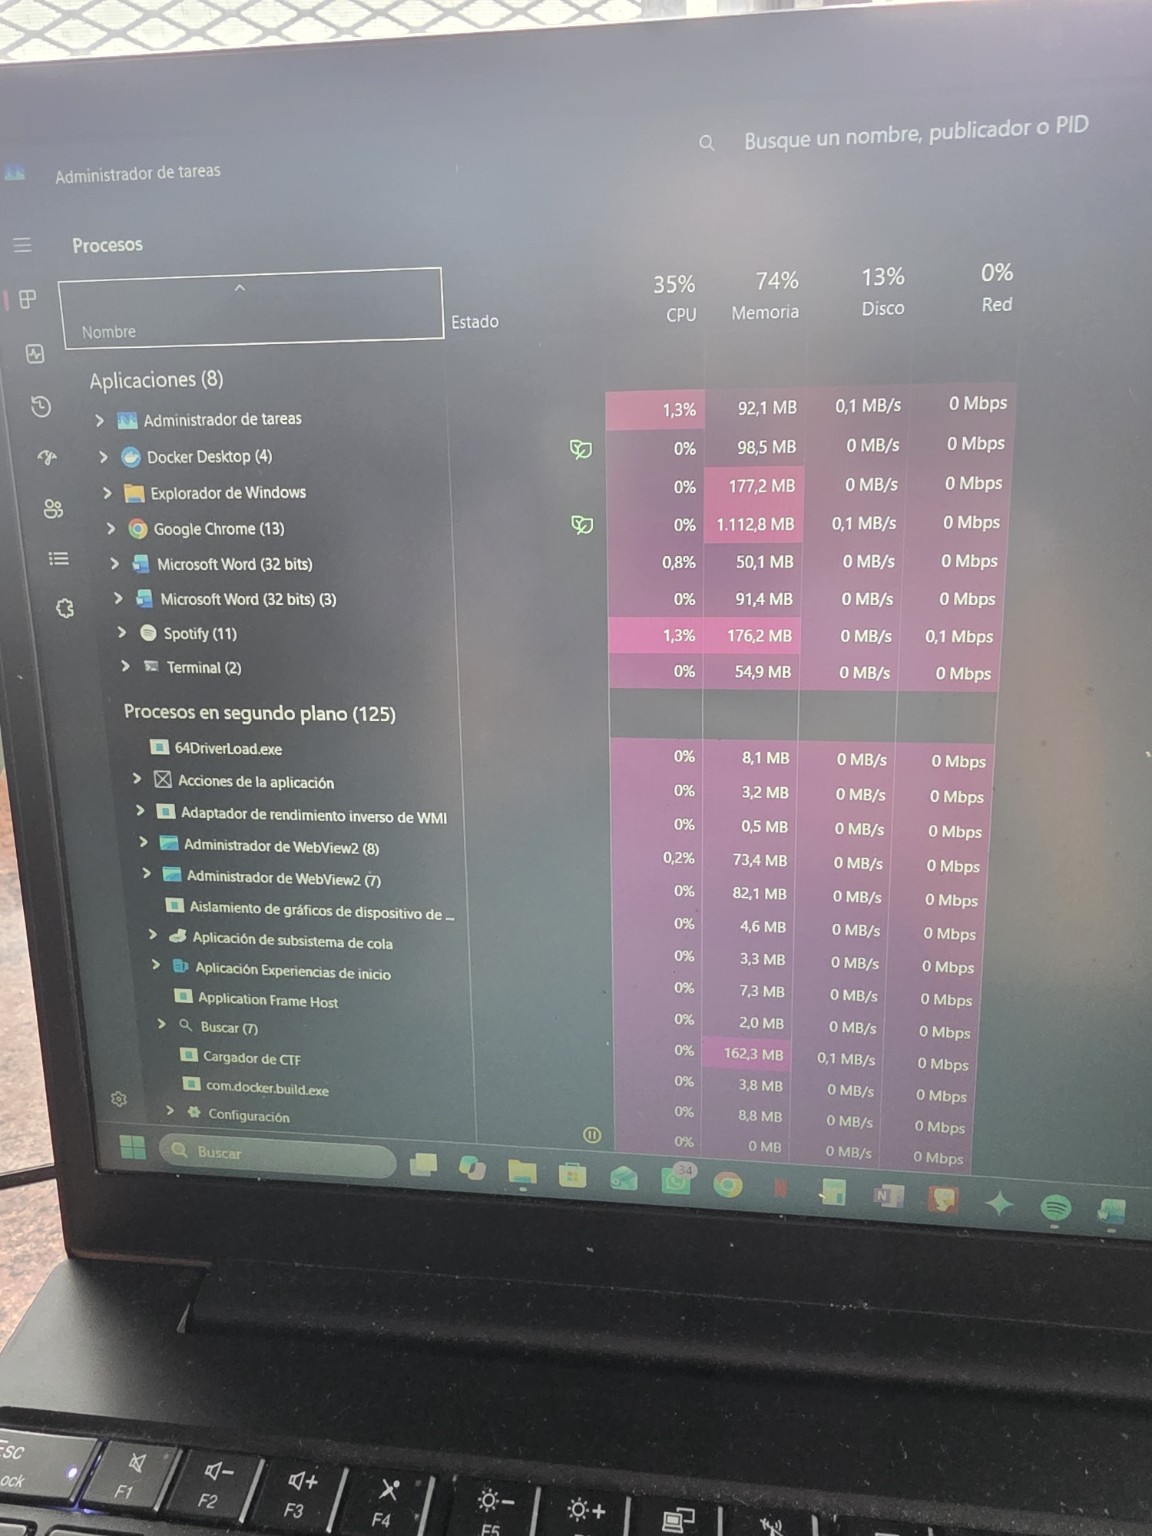 Busque un nombre, publicador o PID
Administrador de tareas
Procesos
35% 74% 13% 0%
Nombre Estado CPU Memoria Disco Red
Aplicaciones (8)
Administrador de tareas 1,3% 92,1 MB 0,1 MB/s 0 Mbps
Docker Desktop (4) 0% 98,5 MB 0 MB/s 0 Mbps
Explorador de Windows 0% 177,2 MB 0 MB/s 0 Mbps
Google Chrome (13) 0% 1.112,8 MB 0,1 MB/s 0 Mbps
Microsoft Word (32 bits) 0,8% 50,1 MB 0 MB/s 0 Mbps
Microsoft Word (32 bits) (3) 0% 91,4 MB 0 MB/s 0 Mbps
Spotify (11) 1,3% 176,2 MB 0 MB/s 0,1 Mbps
Terminal (2) 0% 54,9 MB 0 MB/s 0 Mbps
Procesos en segundo plano (125)
64DriverLoad.exe 0% 8,1 MB 0 MB/s 0 Mbps
Acciones de la aplicación 0% 3,2 MB 0 MB/s 0 Mbps
Adaptador de rendimiento inverso de WMI 0% 0,5 MB 0 MB/s 0 Mbps
Administrador de WebView2 (8) 0,2% 73,4 MB 0 MB/s 0 Mbps
Administrador de WebView2 (7) 0% 82,1 MB 0 MB/s 0 Mbps
Aislamiento de gráficos de dispositivo de ... 0% 4,6 MB 0 MB/s 0 Mbps
Aplicación de subsistema de cola 0% 3,3 MB 0 MB/s 0 Mbps
Aplicación Experiencias de inicio 0% 7,3 MB 0 MB/s 0 Mbps
Application Frame Host 0% 2,0 MB 0 MB/s 0 Mbps
Buscar (7) 0% 162,3 MB 0,1 MB/s 0 Mbps
Cargador de CTF 0% 3,8 MB 0 MB/s 0 Mbps
com.docker.build.exe 0% 8,8 MB 0 MB/s 0 Mbps
Configuración 0% 0 MB 0 MB/s 0 Mbps
Buscar
34
N
W
ESC
Lock
F1
F2
F3
F4
F5